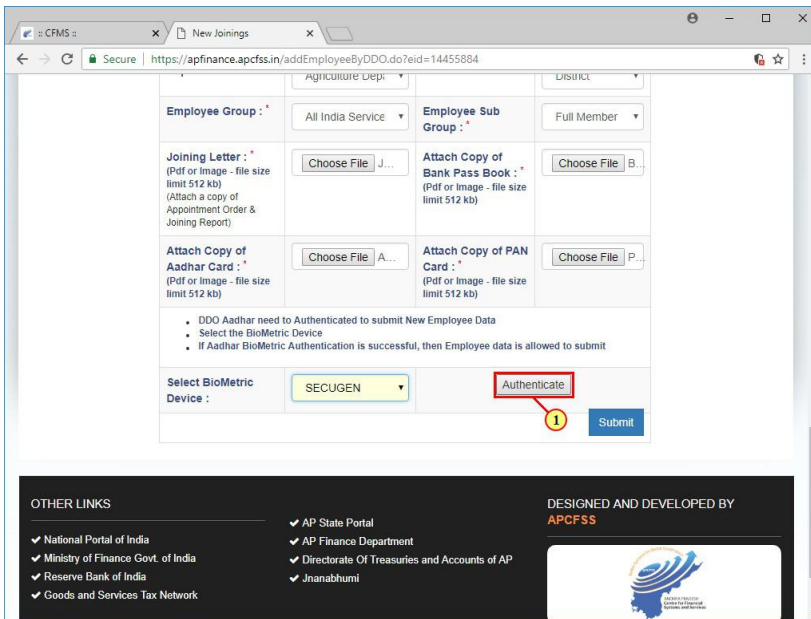 :: CFMS ::
New Joinings
Secure | https://apfinance.apcfss.in/addEmployeeByDDO.do?eid=14455884
Agriculture Depa
District
Employee Group : *
All India Service
Employee Sub
Group : *
Full Member
Joining Letter : *
(Pdf or Image - file size
limit 512 kb)
(Attach a copy of
Appointment Order &
Joining Report)
Choose File J...
Attach Copy of
Bank Pass Book : *
(Pdf or Image - file size
limit 512 kb)
Choose File B...
Attach Copy of
Aadhar Card : *
(Pdf or Image - file size
limit 512 kb)
Choose File A...
Attach Copy of PAN
Card : *
(Pdf or Image - file size
limit 512 kb)
Choose File P...
DDO Aadhar need to Authenticated to submit New Employee Data
Select the BioMetric Device
If Aadhar BioMetric Authentication is successful, then Employee data is allowed to submit
Select BioMetric
Device :
SECUGEN
Authenticate
1
Submit
OTHER LINKS
National Portal of India
Ministry of Finance Govt. of India
Reserve Bank of India
Goods and Services Tax Network
AP State Portal
AP Finance Department
Directorate Of Treasuries and Accounts of AP
Jnanabhumi
DESIGNED AND DEVELOPED BY
APCFSS
ANDHRA PRADESH
Centre for Financial
Systems and Services